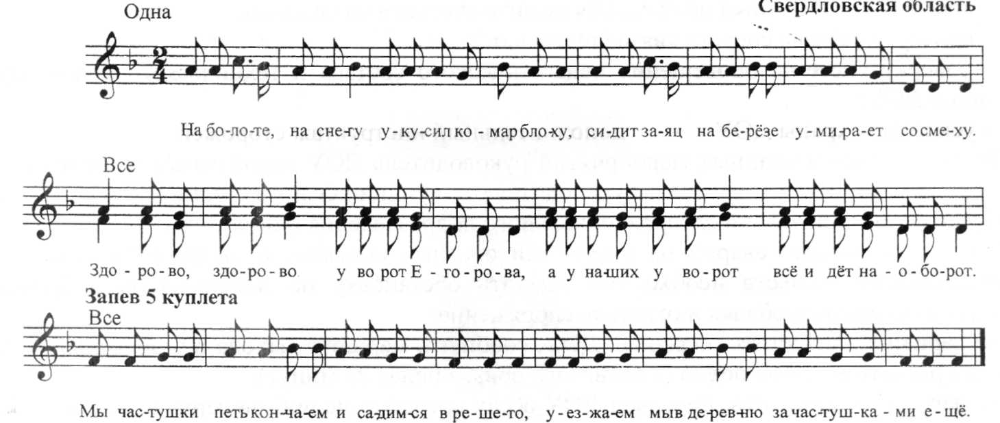 Одна
Свердловская область
2
4
На бо-ло-те, на сне-гу у-ку-сил ко-мар бло-ху, си-дит за-яц на бе-рёзе у-ми-ра-ет со сме-ху.
Все
Здо-ро-во, здо-ро-во. у во рот Е-го-ро-ва, а у на-ших у во-рот всё и дёт на-о-бо-рот.
Запев 5 куплета
Все
Мы час-тушки петь кон-ча-ем и са-дим-ся в ре-ше-то, у-ез-жа-ем мы в де-рев-ню за час-туш-ка-ми е-щё.